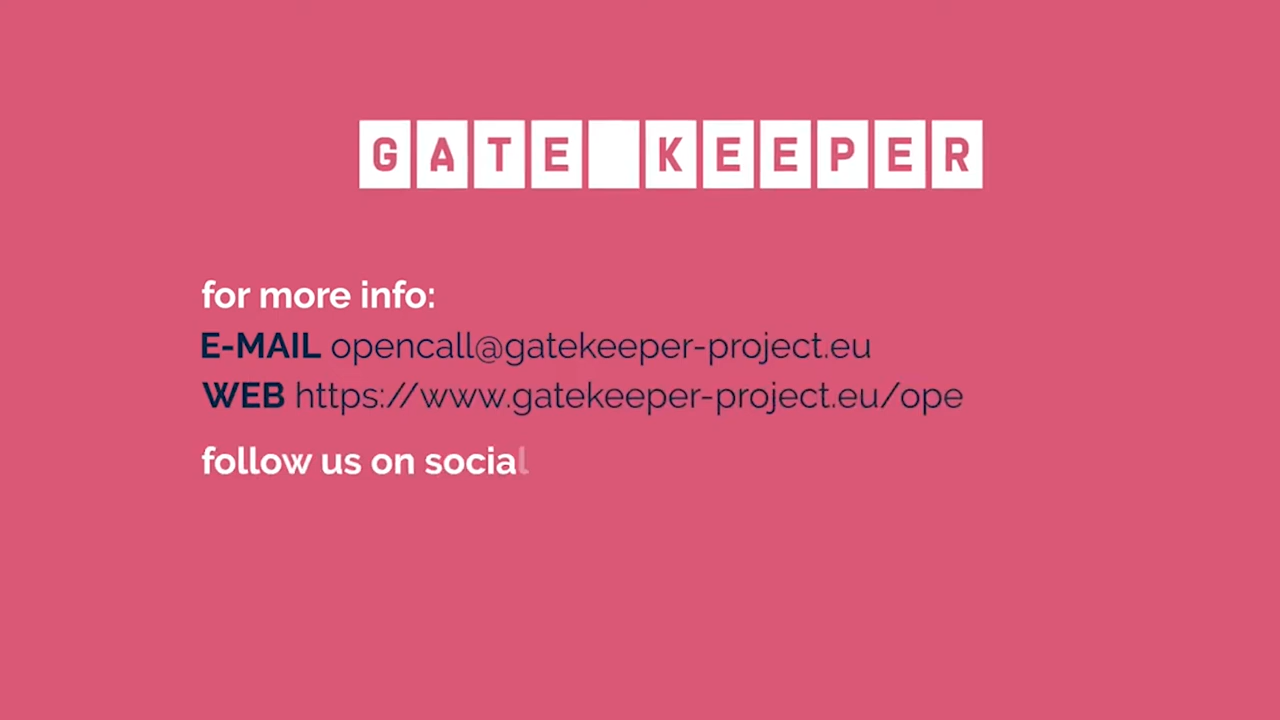 GATE KEEPER
for more info:
E-MAIL opencall@gatekeeper-project.eu
WEB https://www.gatekeeper-project.eu/ope
follow us on social